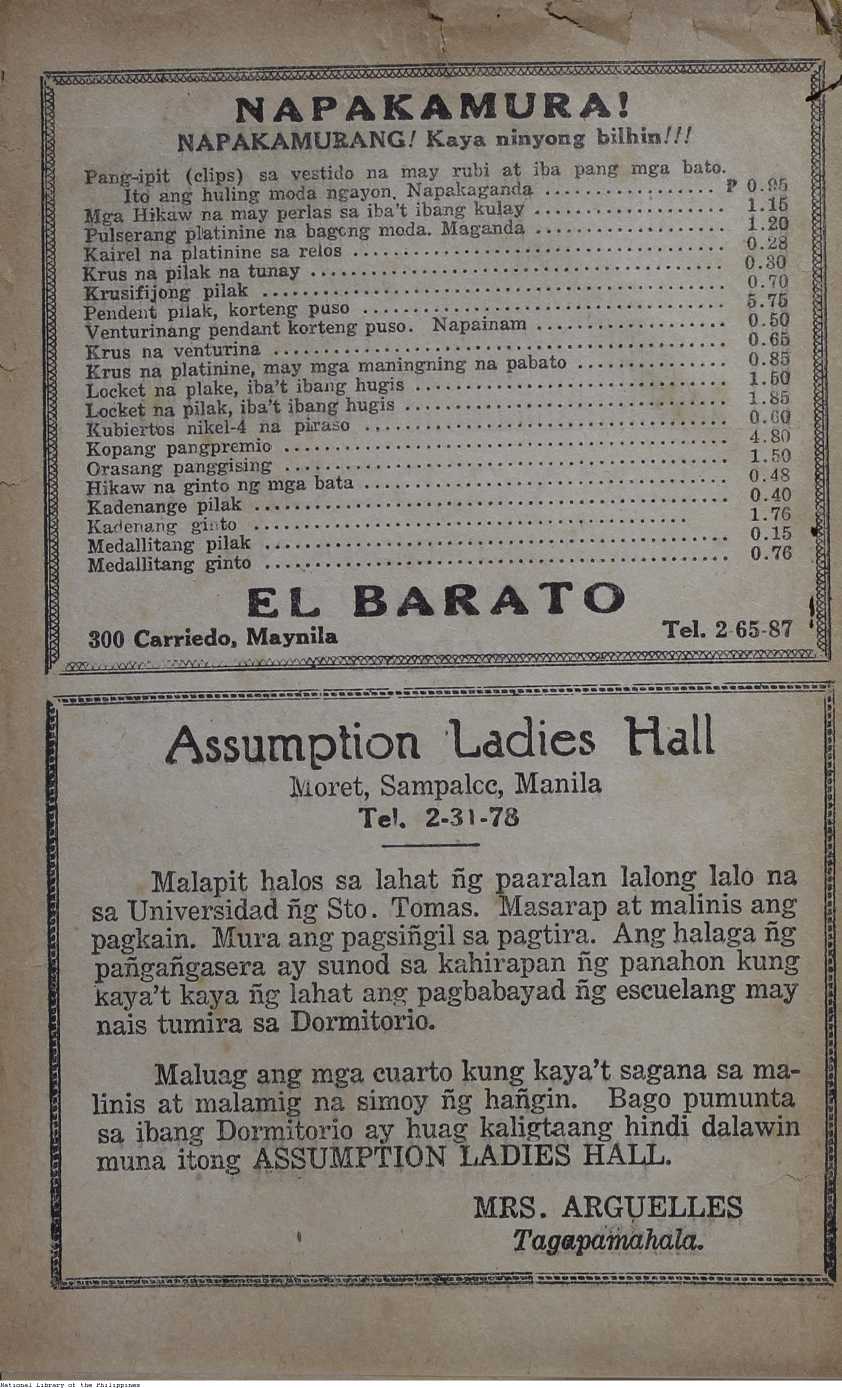 NAPAKAMURA!
NAPAKAMURANG! Kaya ninyong bilhin!!!
Pang-ipit (clips) sa vestido na may rubi at iba pang mga bato.
Ito ang huling moda ngayon. Napakaganda ................. ₱ 0.95
Mga Hikaw na may perlas sa iba't ibang kulay ................... 1.15
Pulserang platinine na bagong moda. Maganda ................... 1.20
Kairel na platinine sa relos ..................................... 0.28
Krus na pilak na tunay ......................................... 0.30
Krusifijong pilak .............................................. 0.70
Pendent pilak, korteng puso .................................... 5.75
Venturinang pendant korteng puso. Napainam ................... 0.50
Krus na venturina ............................................. 0.65
Krus na platinine, may mga maningning na pabato ............... 0.85
Locket na plake, iba't ibang hugis ............................... 1.50
Locket na pilak, iba't ibang hugis ................................ 1.85
Kubiertos nikel-4 na piraso .................................... 0.60
Kopang pangpremio ............................................ 4.80
Orasang panggising ............................................ 1.50
Hikaw na ginto ng mga bata .................................... 0.48
Kadenange pilak ............................................... 0.40
Kadenang ginto ........................................... 1.76
Medallitang pilak .............................................. 0.15
Medallitang ginto .............................................. 0.76
EL BARATO
300 Carriedo, Maynila Tel. 2-65-87
Assumption Ladies Hall
Moret, Sampaloc, Manila
Tel. 2-31-78
Malapit halos sa lahat ñg paaralan lalong lalo na
sa Universidad ñg Sto. Tomas. Masarap at malinis ang
pagkain. Mura ang pagsiñgil sa pagtira. Ang halaga ñg
pañgañgasera ay sunod sa kahirapan ñg panahon kung
kaya't kaya ñg lahat ang pagbabayad ñg escuelang may
nais tumira sa Dormitorio.
Maluag ang mga cuarto kung kaya't sagana sa ma-
linis at malamig na simoy ñg hañgin. Bago pumunta
sa ibang Dormitorio ay huag kaligtaang hindi dalawin
muna itong ASSUMPTION LADIES HALL.
MRS. ARGUELLES
Tagapamahala.
National Library of the Philippines